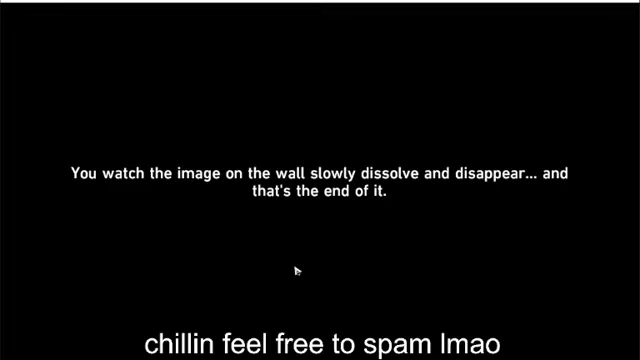 You watch the image on the wall slowly dissolve and disappear... and
that's the end of it.
chillin feel free to spam lmao